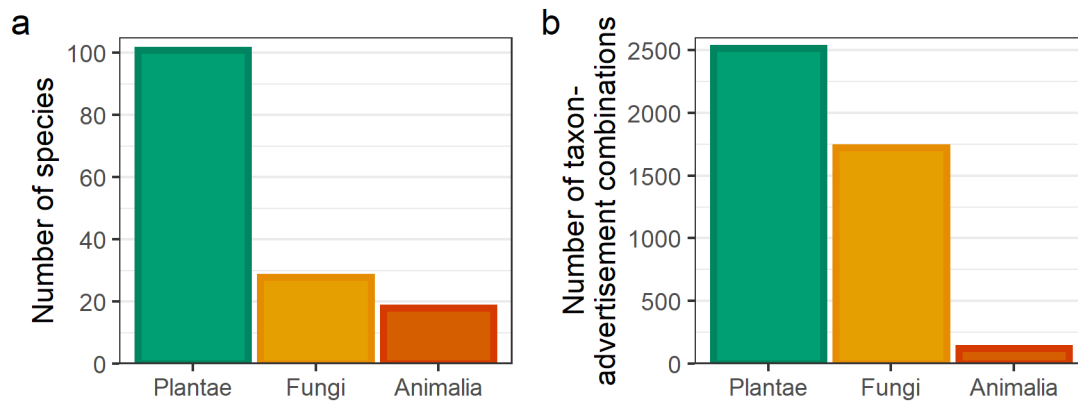 a
Number of species
100
80
60
40
20
0
Plantae Fungi Animalia
b
Number of taxon-
advertisement combinations
2500
2000
1500
1000
500
0
Plantae Fungi Animalia